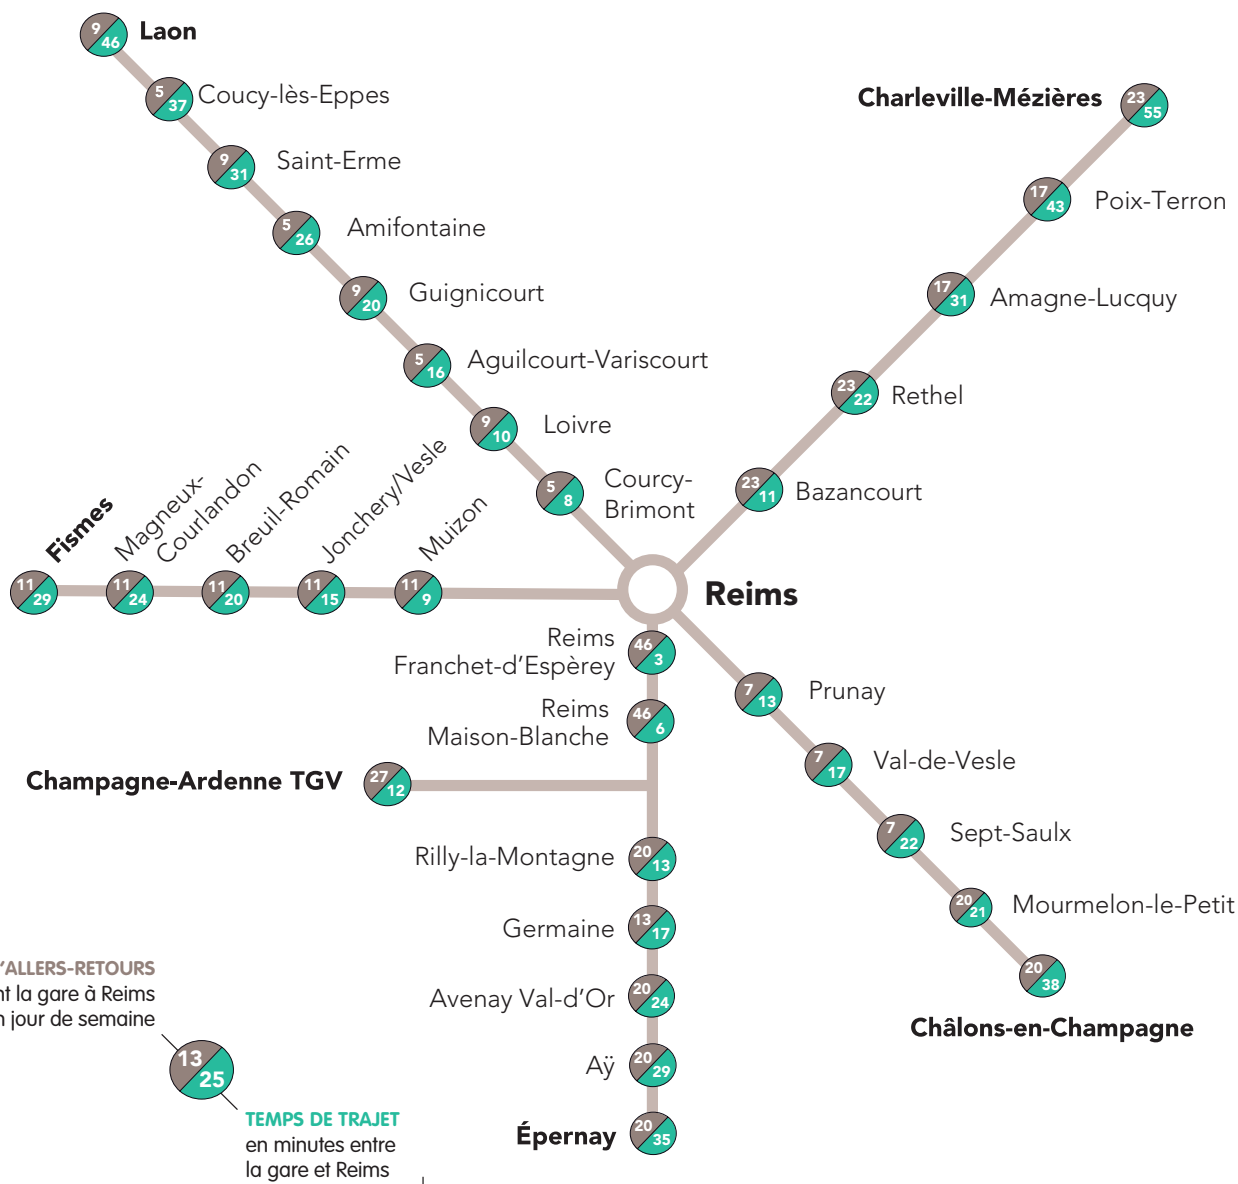 9
46
Laon
5
37
Coucy-lès-Eppes
9
31
Saint-Erme
5
26
Amifontaine
9
20
Guignicourt
5
16
Aguilcourt-Variscourt
9
10
Loivre
5
8
Courcy-
Brimont
Charleville-Mézières
23
55
17
43
Poix-Terron
17
31
Amagne-Lucquy
23
22
Rethel
23
11
Bazancourt
Fismes
11
29
Magneux-
Courlandon
11
24
Breuil-Romain
11
20
Jonchery/Vesle
11
15
Muizon
11
9
Reims
Reims
Franchet-d'Espèrey
46
3
Reims
Maison-Blanche
46
6
Champagne-Ardenne TGV
27
12
Rilly-la-Montagne
20
13
Germaine
13
17
Avenay Val-d'Or
20
24
Aÿ
20
29
Épernay
20
35
7
13
Prunay
7
17
Val-de-Vesle
7
22
Sept-Saulx
20
21
Mourmelon-le-Petit
20
38
Châlons-en-Champagne
'ALLERS-RETOURS
la gare à Reims
jour de semaine
13
25
TEMPS DE TRAJET
en minutes entre
la gare et Reims